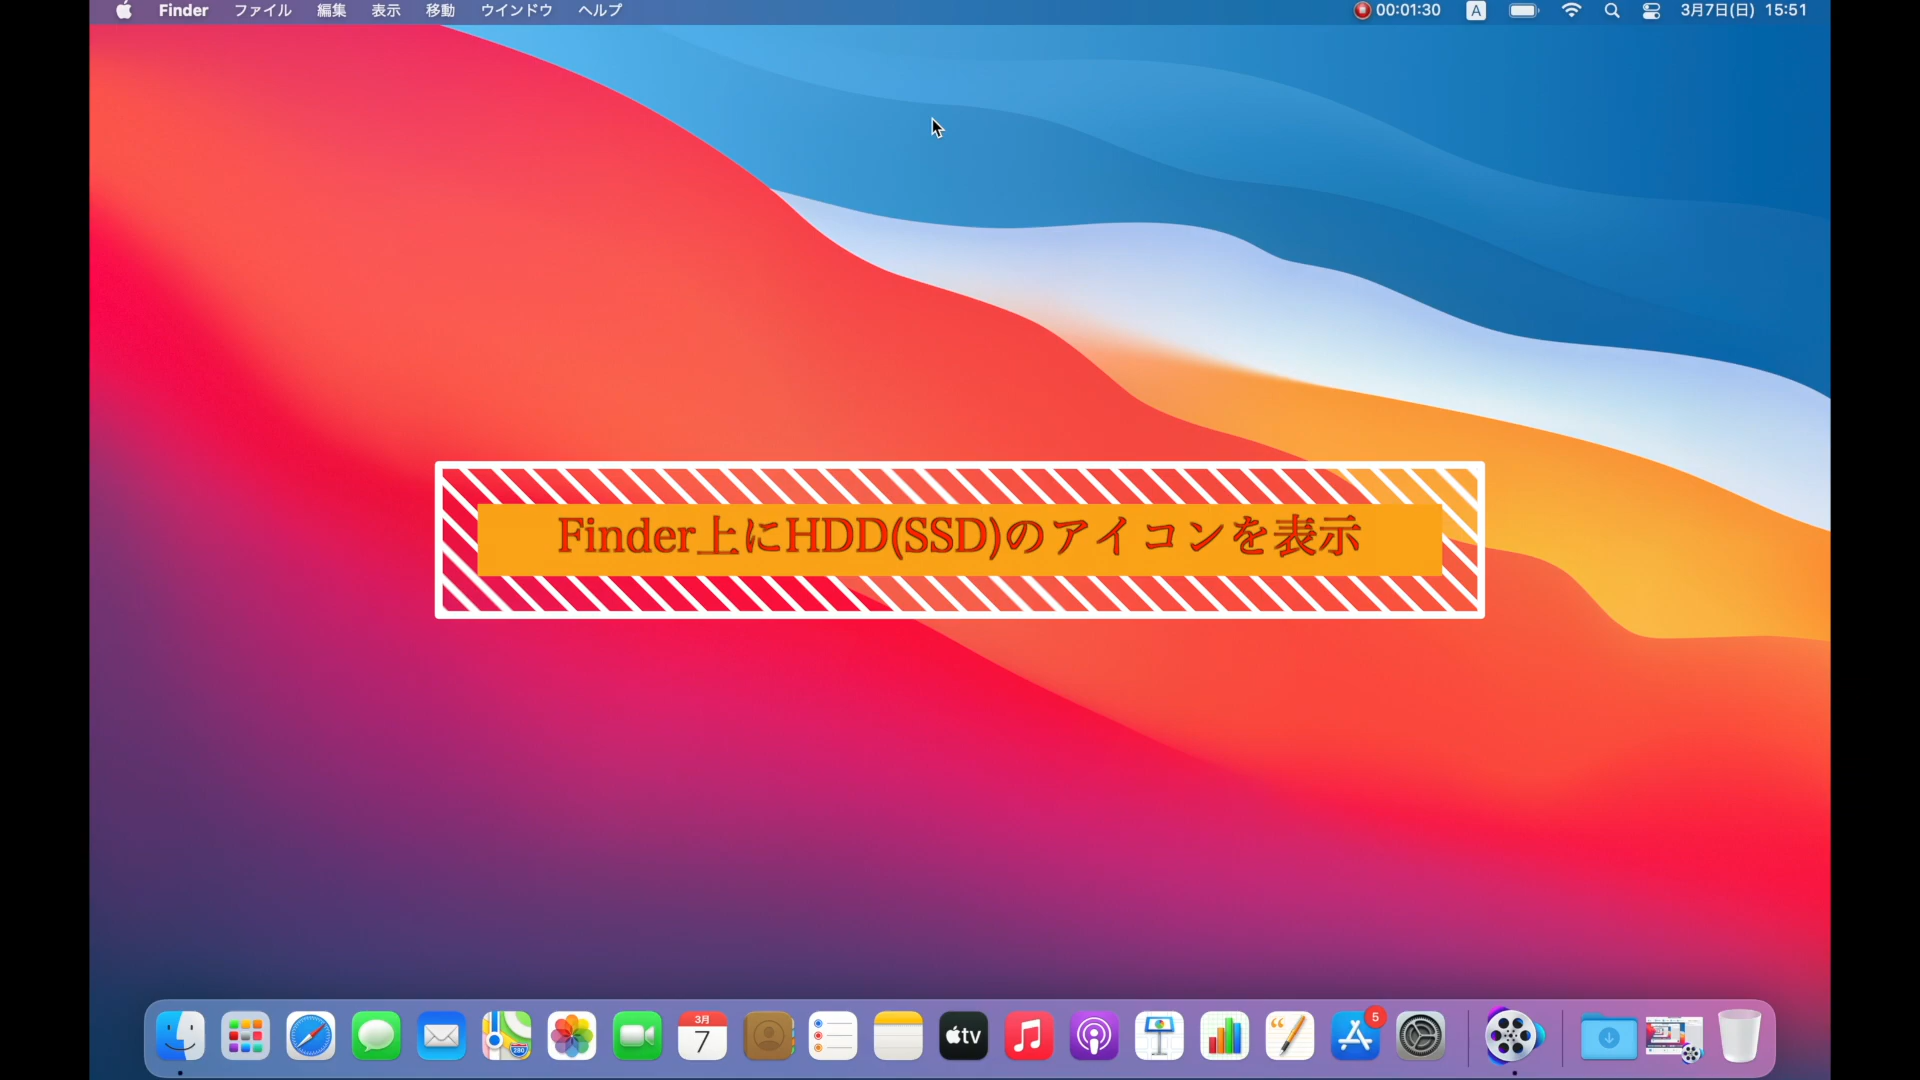 Finder ファイル 編集 表示 移動 ウインドウ ヘルプ 00:01:30 A 3月7日(日) 15:51
Finder上にHDD(SSD)のアイコンを表示
280 3月 7 tv 5